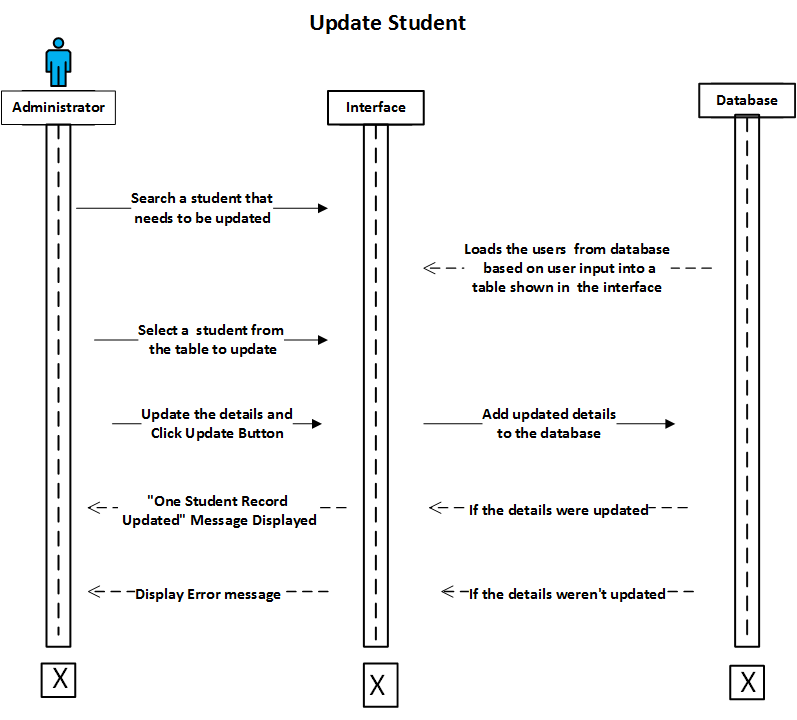 Update Student
Administrator
Interface
Database
Search a student that
needs to be updated
Loads the users from database
based on user input into a
table shown in the interface
Select a student from
the table to update
Update the details and
Click Update Button
Add updated details
to the database
"One Student Record
Updated" Message Displayed
If the details were updated
Display Error message
If the details weren't updated
X
X
X